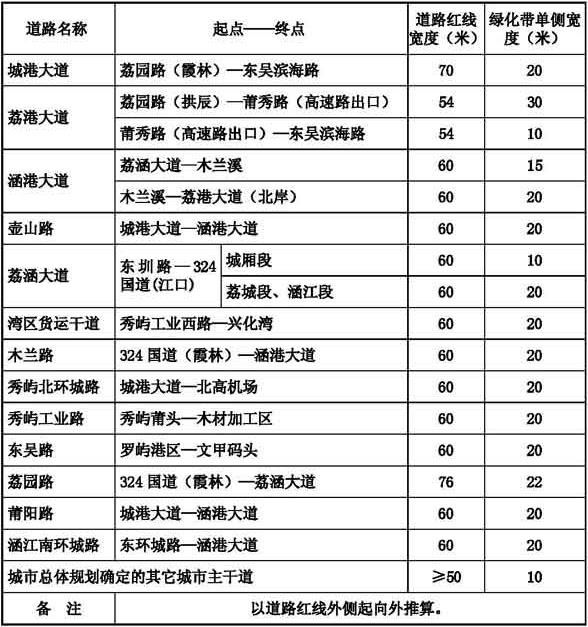 道路名称 起点——终点 道路红线宽度（米） 绿化带单侧宽度（米）
城港大道 荔园路（霞林）—东吴滨海路 70 20
荔港大道 荔园路（拱辰）—莆秀路（高速路出口） 54 30
莆秀路（高速路出口）—东吴滨海路 54 10
涵港大道 荔涵大道—木兰溪 60 15
木兰溪—荔港大道（北岸） 60 20
壶山路 城港大道—涵港大道 60 20
荔涵大道 东圳路—324国道(江口) 城厢段 60 10
荔城段、涵江段 60 20
湾区货运干道 秀屿工业西路—兴化湾 60 20
木兰路 324国道（霞林）—涵港大道 60 20
秀屿北环城路 城港大道—北高机场 60 20
秀屿工业路 秀屿莆头—木材加工区 60 20
东吴路 罗屿港区—文甲码头 60 20
荔园路 324国道（霞林）—荔涵大道 76 22
莆阳路 城港大道—涵港大道 60 20
涵江南环城路 东环城路—涵港大道 60 20
城市总体规划确定的其它城市主干道 ≥50 10
备 注 以道路红线外侧起向外推算。